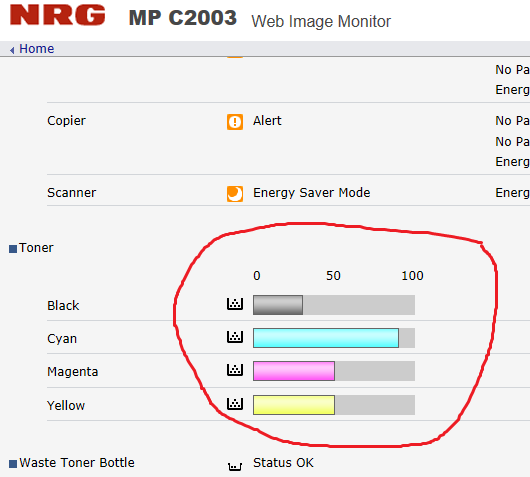 NRG MP C2003 Web Image Monitor
Home
No Pa
Energ
Copier Alert No Pa
No Pa
Energ
Scanner Energy Saver Mode Energ
Toner
0 50 100
Black
Cyan
Magenta
Yellow
Waste Toner Bottle Status OK